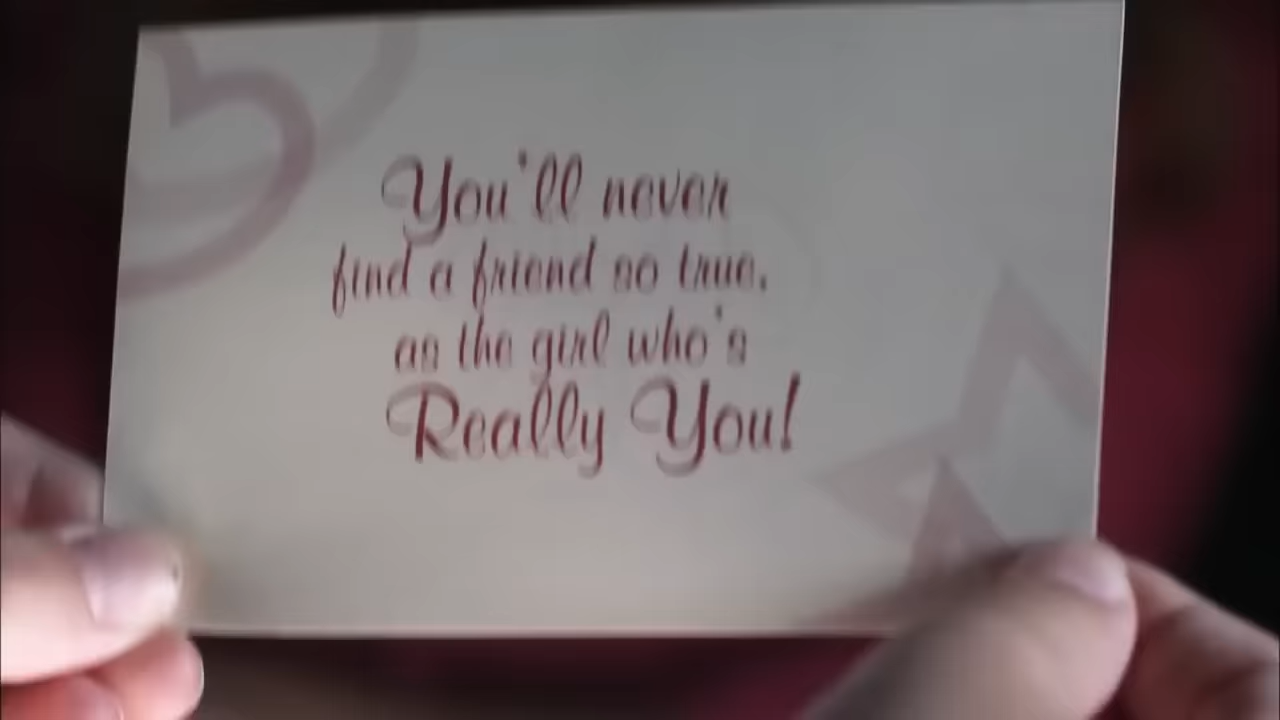 You'll never
find a friend so true,
as the girl who's
Really You!